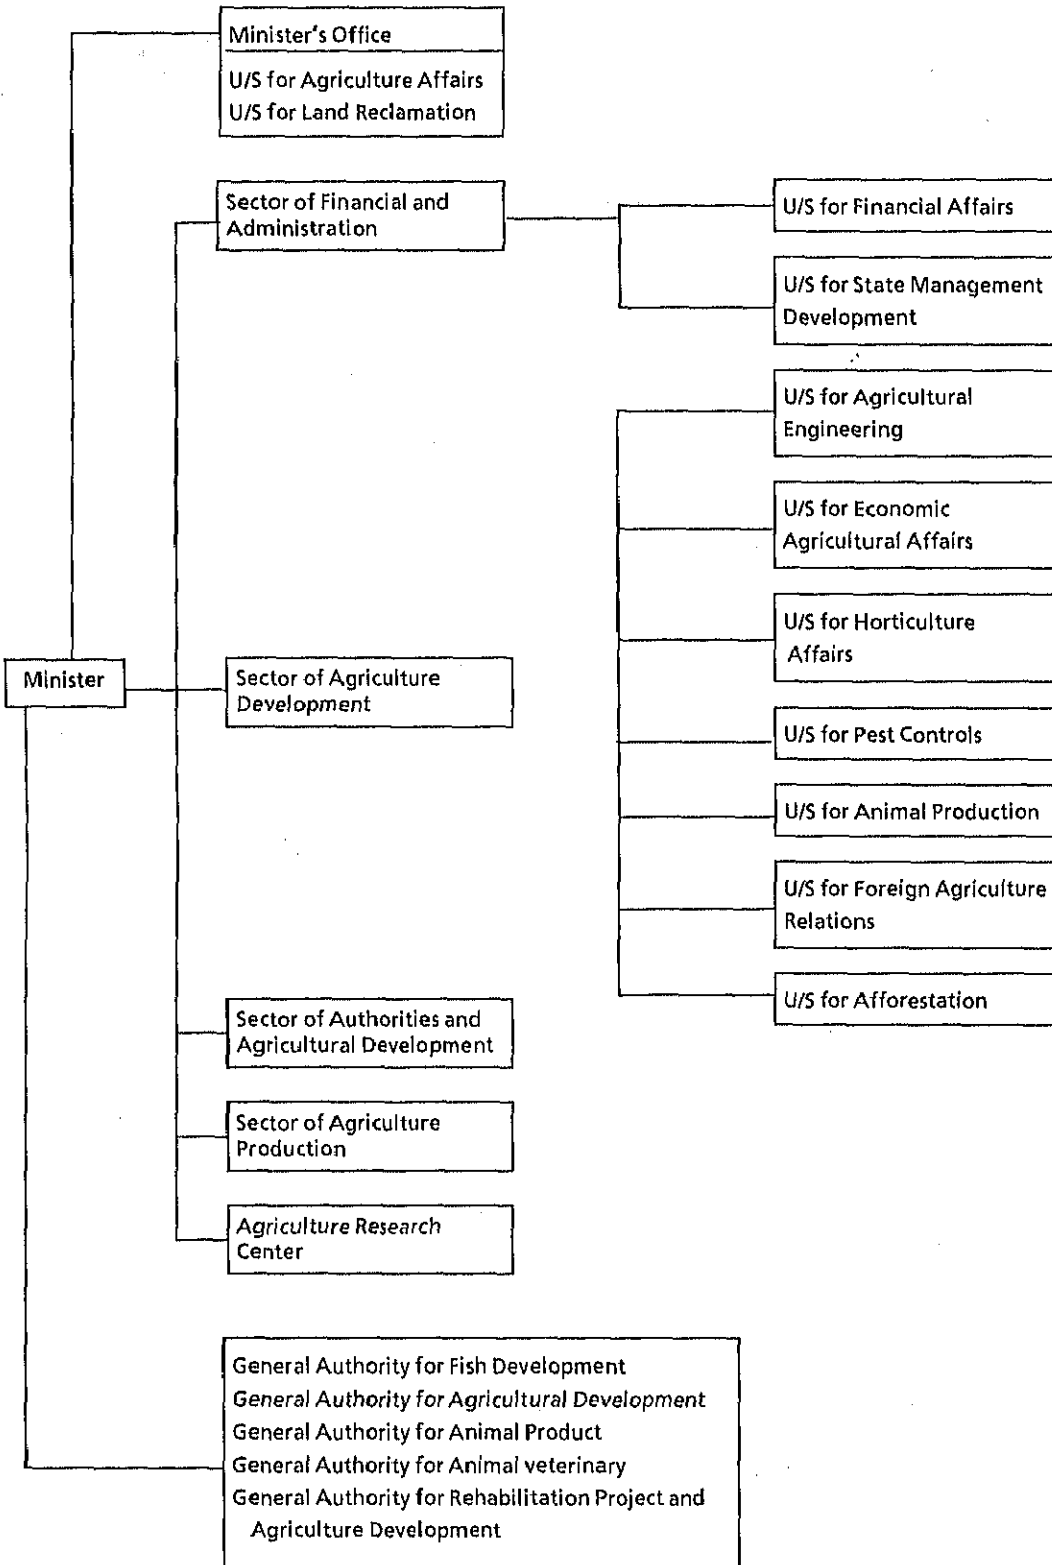 Minister's Office
U/S for Agriculture Affairs
U/S for Land Reclamation
Sector of Financial and
Administration
U/S for Financial Affairs
U/S for State Management
Development
U/S for Agricultural
Engineering
U/S for Economic
Agricultural Affairs
U/S for Horticulture
Affairs
Minister
Sector of Agriculture
Development
U/S for Pest Controls
U/S for Animal Production
U/S for Foreign Agriculture
Relations
U/S for Afforestation
Sector of Authorities and
Agricultural Development
Sector of Agriculture
Production
Agriculture Research
Center
General Authority for Fish Development
General Authority for Agricultural Development
General Authority for Animal Product
General Authority for Animal veterinary
General Authority for Rehabilitation Project and
Agriculture Development